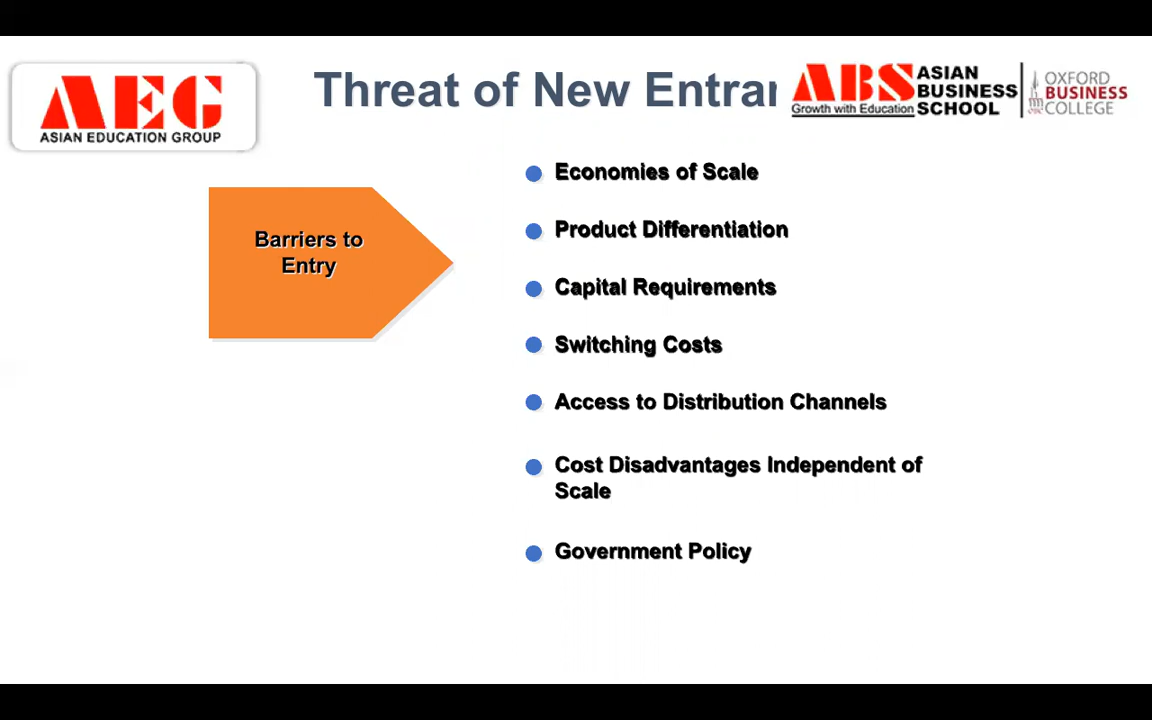 AEG
ASIAN EDUCATION GROUP
Threat of New Entran
ABS
Growth with Education
ASIAN
BUSINESS
SCHOOL
OXFORD
BUSINESS
COLLEGE
Barriers to
Entry
Economies of Scale
Product Differentiation
Capital Requirements
Switching Costs
Access to Distribution Channels
Cost Disadvantages Independent of
Scale
Government Policy